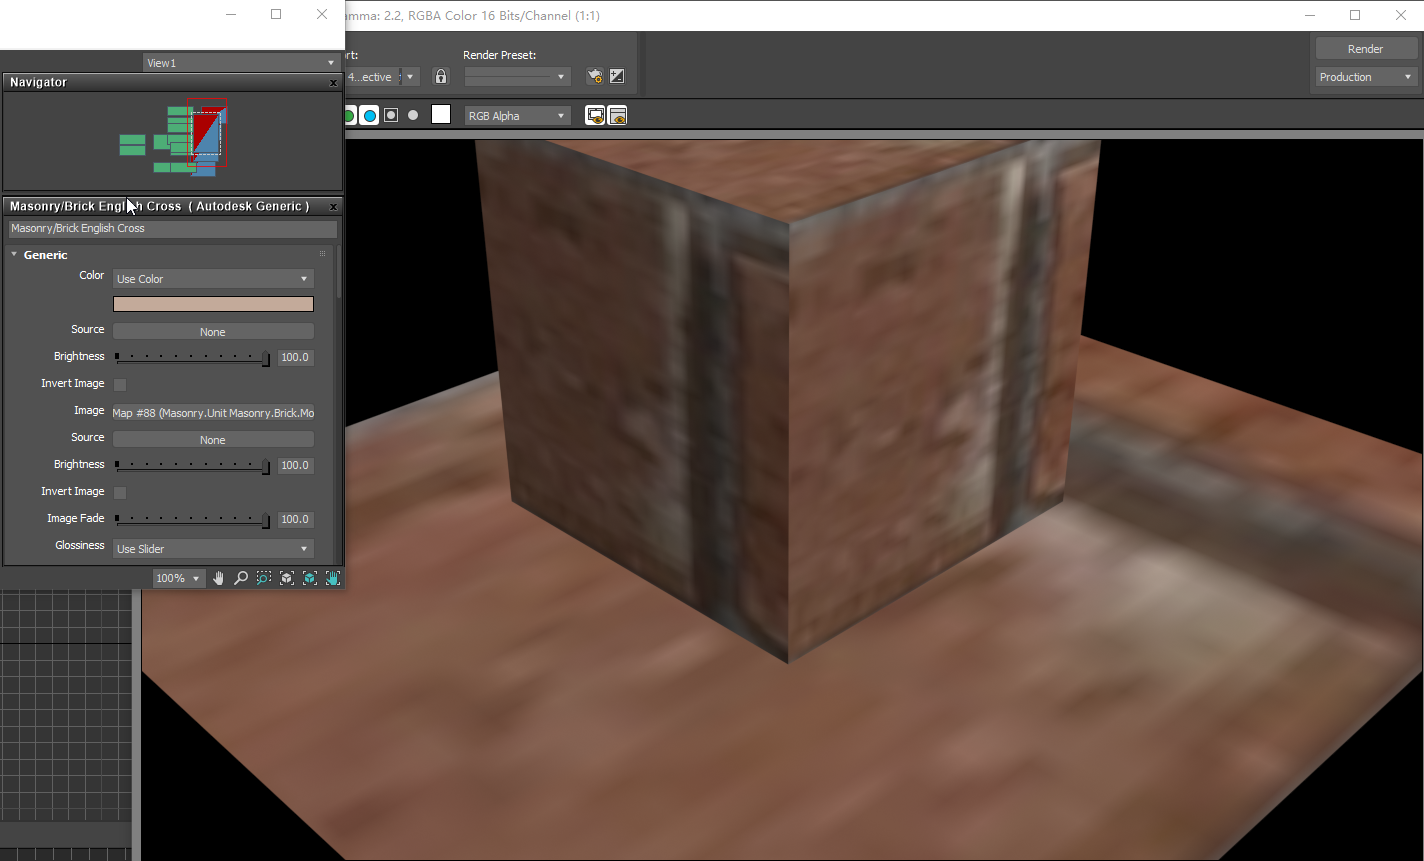 amma: 2.2, RGBA Color 16 Bits/Channel (1:1)
View1
rt:
Render Preset:
4...ective
Render
Production
Navigator
RGB Alpha
Masonry/Brick English Cross ( Autodesk Generic )
Masonry/Brick English Cross
Generic
Color
Use Color
Source
None
Brightness
100.0
Invert Image
Image
Map #88 (Masonry.Unit Masonry.Brick.Mo
Source
None
Brightness
100.0
Invert Image
Image Fade
100.0
Glossiness
Use Slider
100%